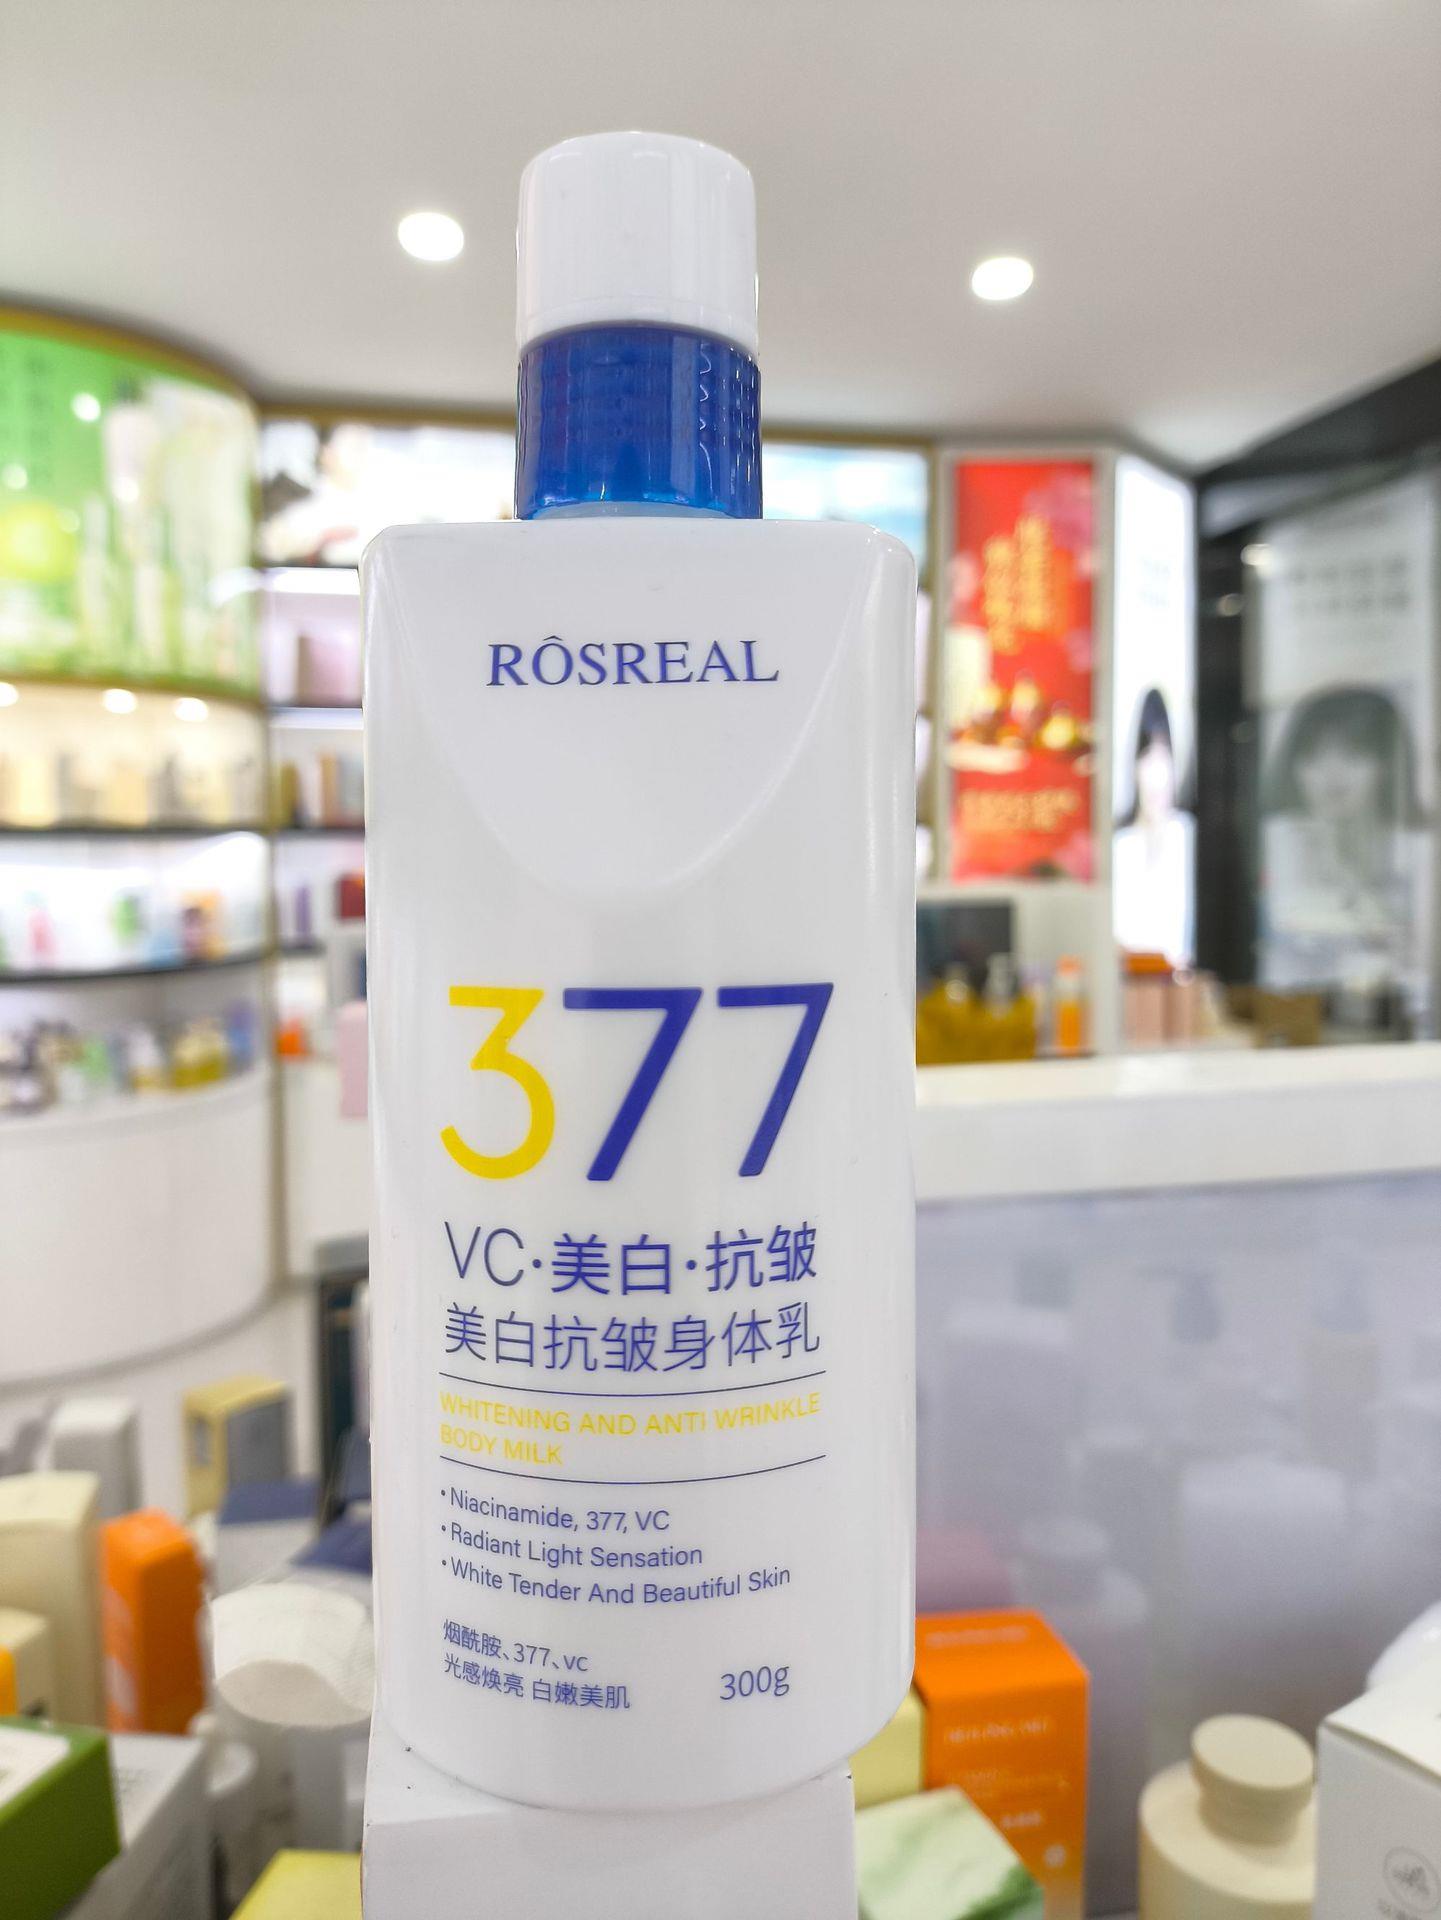 RÔSREAL
377
VC·美白·抗皱
美白抗皱身体乳
WHITENING AND ANTI WRINKLE
BODY MILK
•Niacinamide, 377, VC
•Radiant Light Sensation
•White Tender And Beautiful Skin
烟酰胺、377、vc
光感焕亮 白嫩美肌
300g